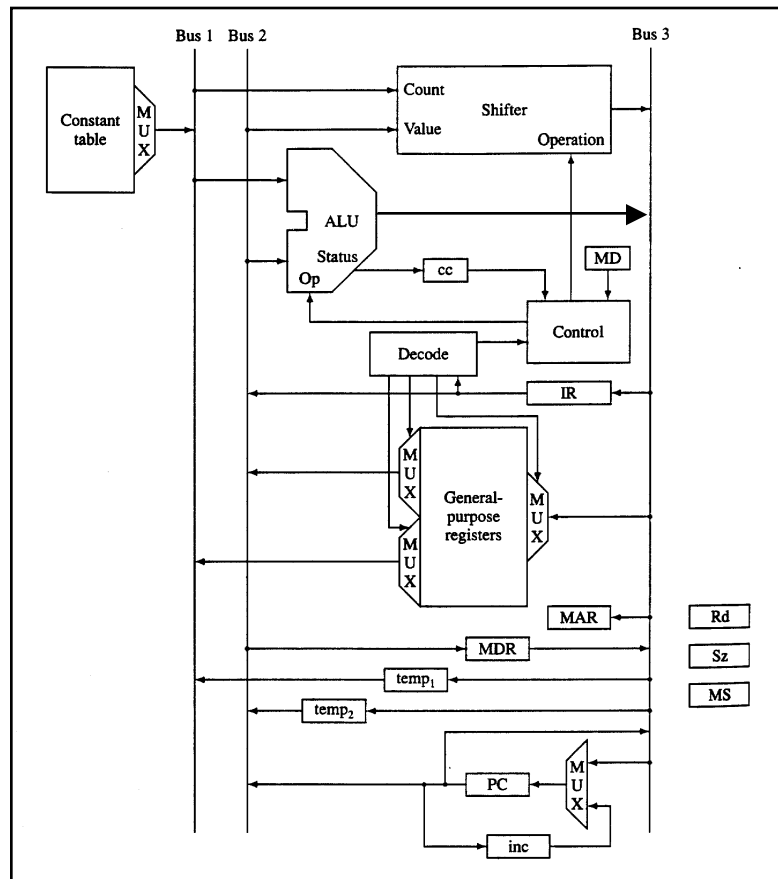 Bus 1 Bus 2 Bus 3
Constant
table
MUX
Count
Value
Shifter
Operation
ALU
Status
Op
cc
MD
Control
Decode
IR
MUX
MUX
General-
purpose
registers
MUX
MAR
Rd
MDR
Sz
temp1
MS
temp2
PC
MUX
inc